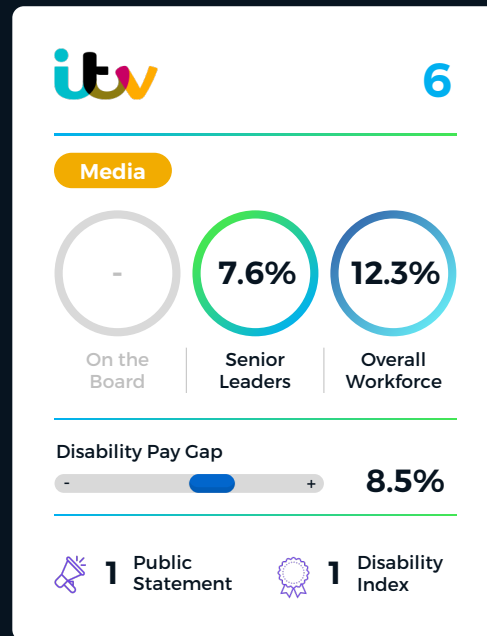 itv
6
Media
-
7.6%
12.3%
On the
Board
Senior
Leaders
Overall
Workforce
Disability Pay Gap
- +
8.5%
1 Public
Statement
1 Disability
Index